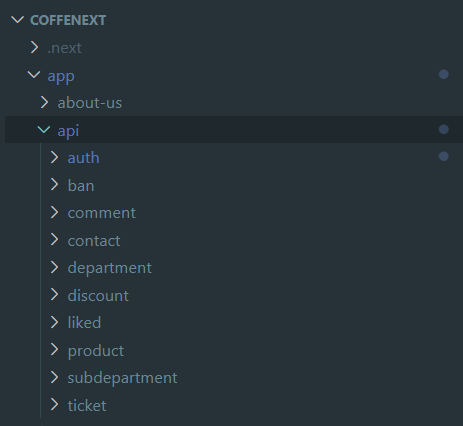 COFFENEXT
.next
app
about-us
api
auth
ban
comment
contact
department
discount
liked
product
subdepartment
ticket